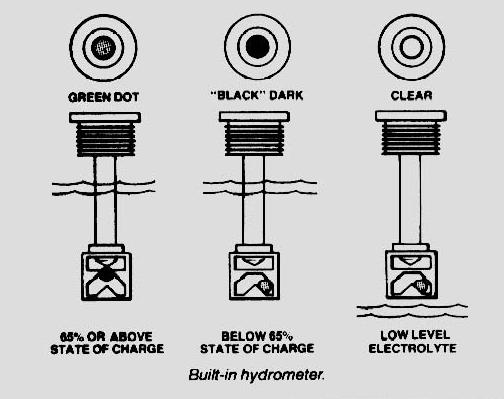 GREEN DOT
"BLACK" DARK
CLEAR
65% OR ABOVE
STATE OF CHARGE
BELOW 65%
STATE OF CHARGE
LOW LEVEL
ELECTROLYTE
Built-in hydrometer.